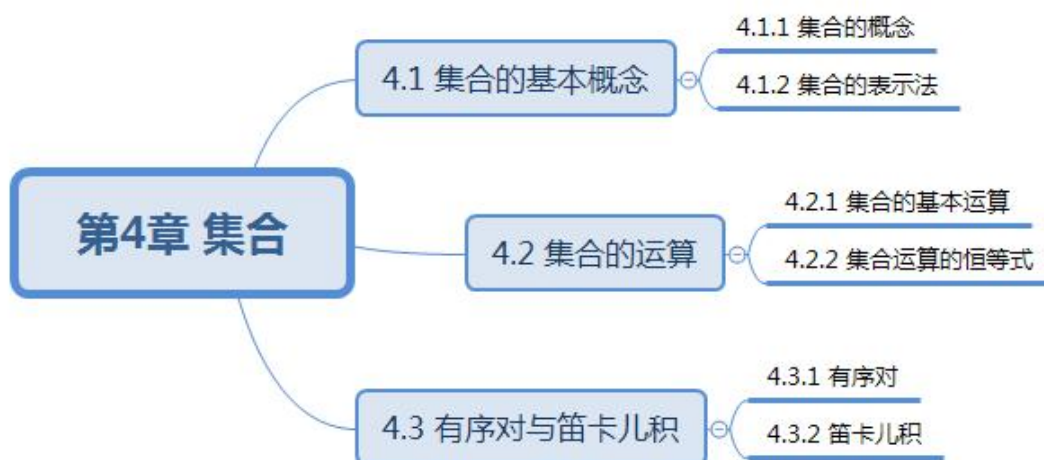 第4章 集合
4.1 集合的基本概念
4.1.1 集合的概念
4.1.2 集合的表示法
4.2 集合的运算
4.2.1 集合的基本运算
4.2.2 集合运算的恒等式
4.3 有序对与笛卡儿积
4.3.1 有序对
4.3.2 笛卡儿积